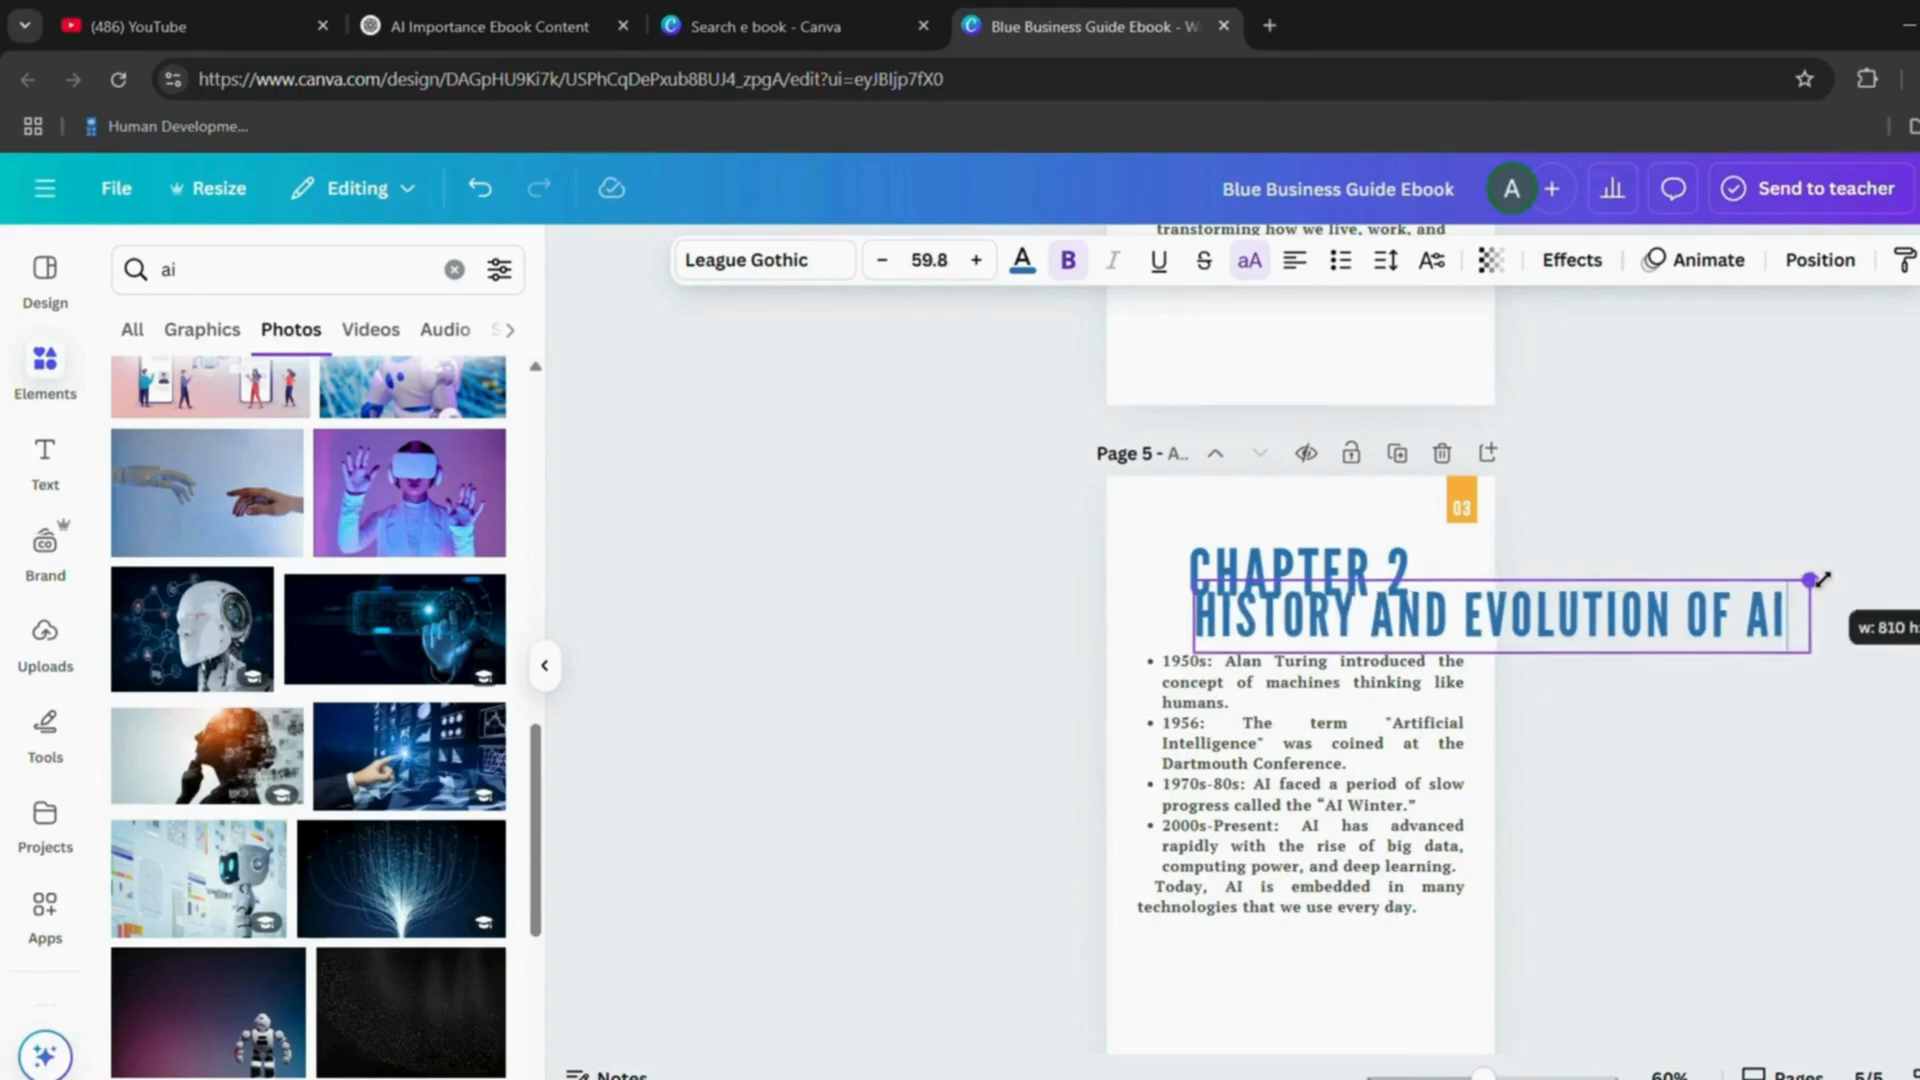 (486) YouTube
AI Importance Ebook Content
Search e book - Canva
Blue Business Guide Ebook - W
https://www.canva.com/design/DAGpHU9Ki7k/USPhCqDePxub8BUJ4_zpgA/edit?ui=eyJBIjp7fX0
Human Developme...
File
Resize
Editing
Blue Business Guide Ebook
A
Send to teacher
Design
Elements
Text
Brand
Uploads
Tools
Projects
Apps
ai
All Graphics Photos Videos Audio S
League Gothic
– 59.8 +
A B I U S aA
Effects
Animate
Position
transforming how we live, work, and
Page 5 - A..
03
CHAPTER 2
HISTORY AND EVOLUTION OF AI
w: 810 h:
• 1950s: Alan Turing introduced the
concept of machines thinking like
humans.
• 1956: The term "Artificial
Intelligence" was coined at the
Dartmouth Conference.
• 1970s-80s: AI faced a period of slow
progress called the “AI Winter.”
• 2000s-Present: AI has advanced
rapidly with the rise of big data,
computing power, and deep learning.
Today, AI is embedded in many
technologies that we use every day.
Notes
60%
Pages
5/5